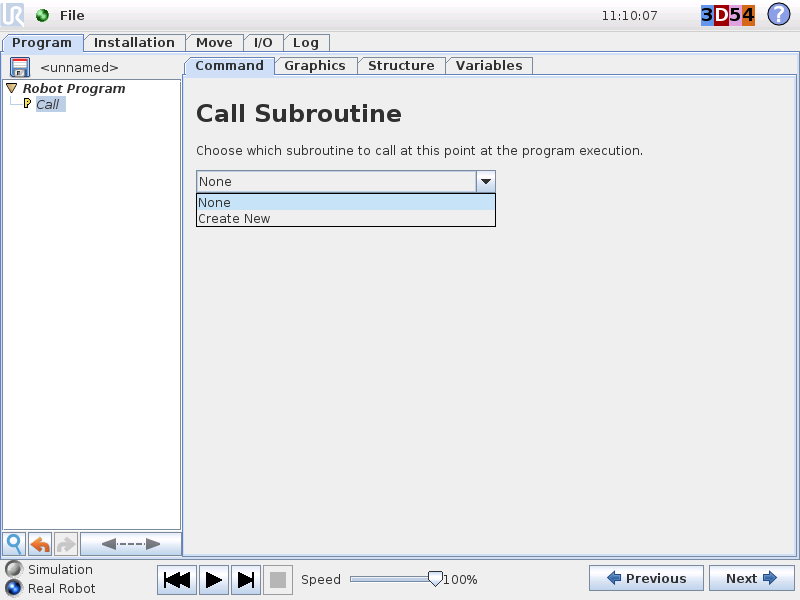 UR File 11:10:07 3D54 ?
Program Installation Move I/O Log
<unnamed> Command Graphics Structure Variables
Robot Program
Call
Call Subroutine
Choose which subroutine to call at this point at the program execution.
None
None
Create New
Simulation
Real Robot
Speed 100%
Previous Next